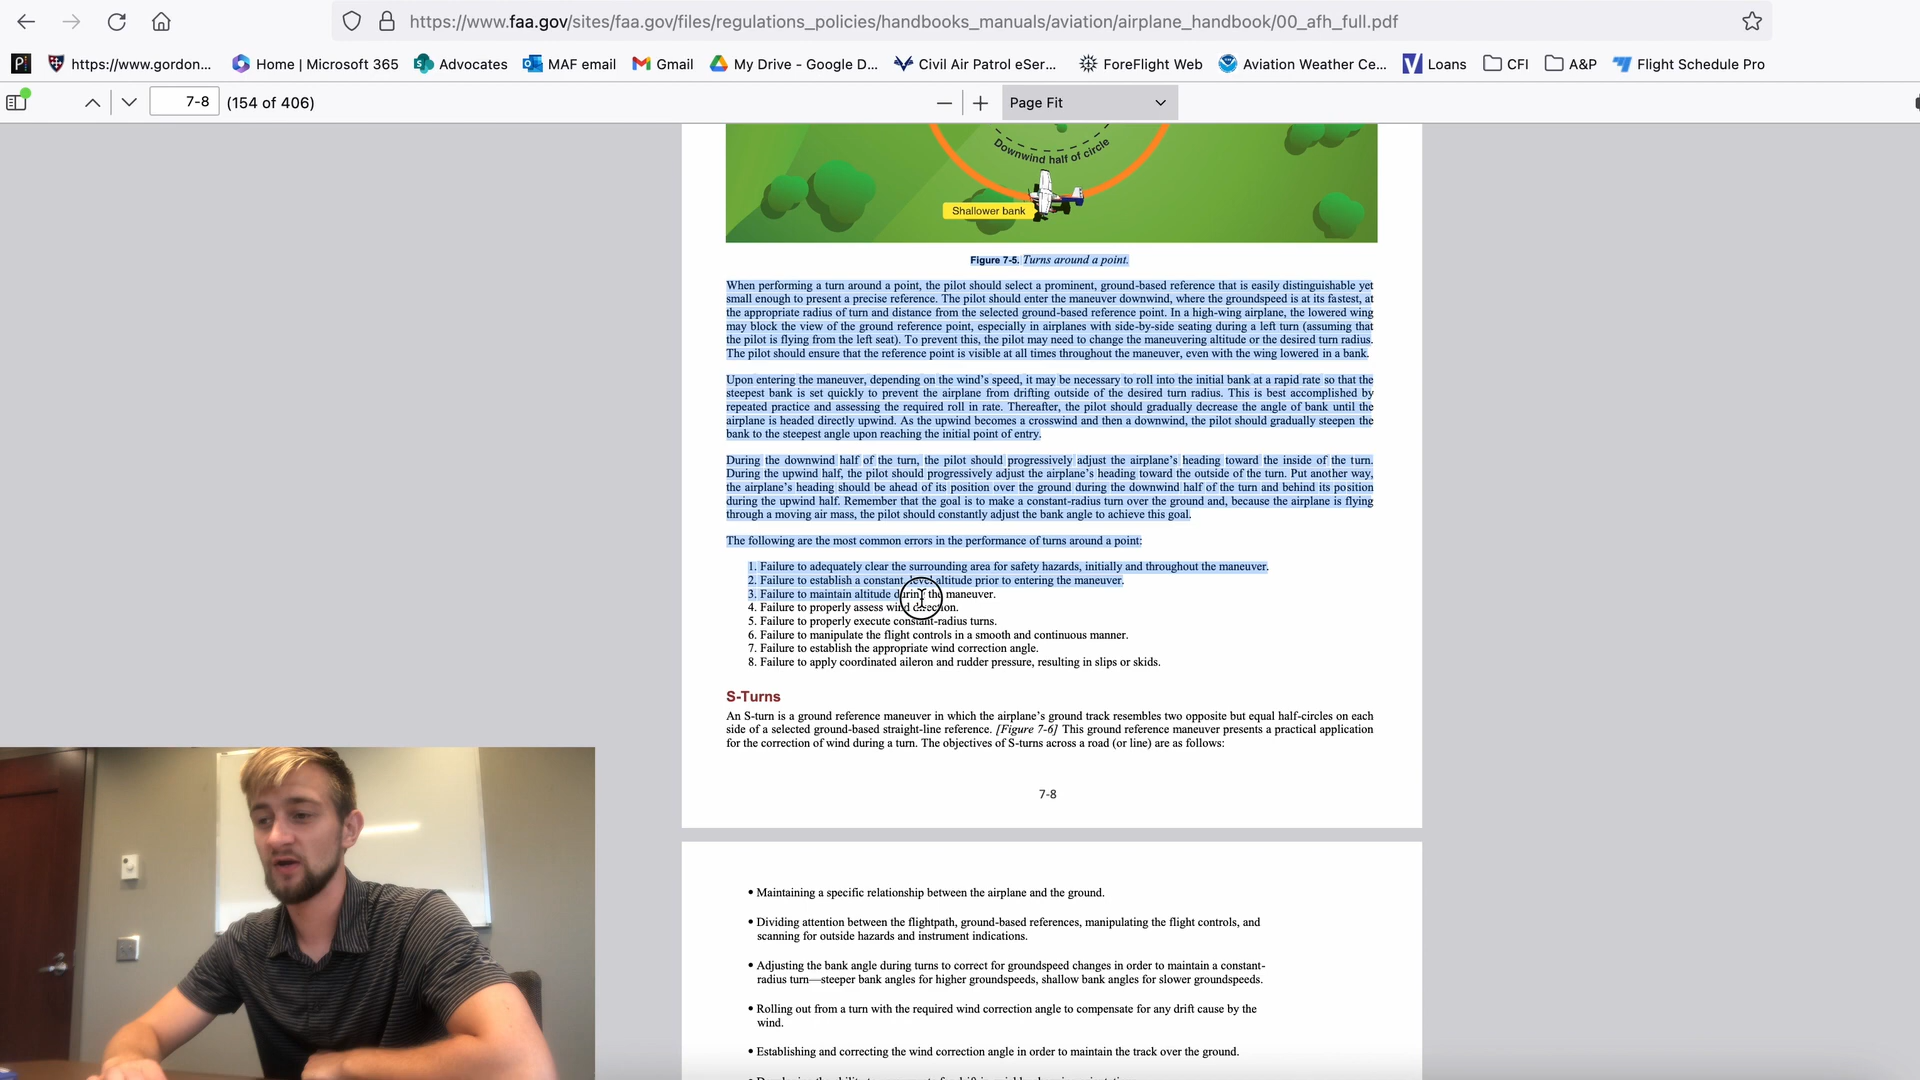 https://www.faa.gov/sites/faa.gov/files/regulations_policies/handbooks_manuals/aviation/airplane_handbook/00_afh_full.pdf
https://www.gordon...
Home | Microsoft 365
Advocates
MAF email
Gmail
My Drive - Google D...
Civil Air Patrol eSer...
ForeFlight Web
Aviation Weather Ce...
Loans
CFI
A&P
Flight Schedule Pro
7-8 (154 of 406)
Page Fit
Downwind half of circle
Shallower bank
Figure 7-5. Turns around a point.
When performing a turn around a point, the pilot should select a prominent, ground-based reference that is easily distinguishable yet
small enough to present a precise reference. The pilot should enter the maneuver downwind, where the groundspeed is at its fastest, at
the appropriate radius of turn and distance from the selected ground-based reference point. In a high-wing airplane, the lowered wing
may block the view of the ground reference point, especially in airplanes with side-by-side seating during a left turn (assuming that
the pilot is flying from the left seat). To prevent this, the pilot may need to change the maneuvering altitude or the desired turn radius.
The pilot should ensure that the reference point is visible at all times throughout the maneuver, even with the wing lowered in a bank.
Upon entering the maneuver, depending on the wind's speed, it may be necessary to roll into the initial bank at a rapid rate so that the
steepest bank is set quickly to prevent the airplane from drifting outside of the desired turn radius. This is best accomplished by
repeated practice and assessing the required roll in rate. Thereafter, the pilot should gradually decrease the angle of bank until the
airplane is headed directly upwind. As the upwind becomes a crosswind and then a downwind, the pilot should gradually steepen the
bank to the steepest angle upon reaching the initial point of entry.
During the downwind half of the turn, the pilot should progressively adjust the airplane's heading toward the inside of the turn.
During the upwind half, the pilot should progressively adjust the airplane's heading toward the outside of the turn. Put another way,
the airplane's heading should be ahead of its position over the ground during the downwind half of the turn and behind its position
during the upwind half. Remember that the goal is to make a constant-radius turn over the ground and, because the airplane is flying
through a moving air mass, the pilot should constantly adjust the bank angle to achieve this goal.
The following are the most common errors in the performance of turns around a point:
1. Failure to adequately clear the surrounding area for safety hazards, initially and throughout the maneuver.
2. Failure to establish a constant, level altitude prior to entering the maneuver.
3. Failure to maintain altitude during the maneuver.
4. Failure to properly assess wind direction.
5. Failure to properly execute constant-radius turns.
6. Failure to manipulate the flight controls in a smooth and continuous manner.
7. Failure to establish the appropriate wind correction angle.
8. Failure to apply coordinated aileron and rudder pressure, resulting in slips or skids.
S-Turns
An S-turn is a ground reference maneuver in which the airplane's ground track resembles two opposite but equal half-circles on each
side of a selected ground-based straight-line reference. [Figure 7-6] This ground reference maneuver presents a practical application
for the correction of wind during a turn. The objectives of S-turns across a road (or line) are as follows:
7-8
• Maintaining a specific relationship between the airplane and the ground.
• Dividing attention between the flightpath, ground-based references, manipulating the flight controls, and
scanning for outside hazards and instrument indications.
• Adjusting the bank angle during turns to correct for groundspeed changes in order to maintain a constant-
radius turn—steeper bank angles for higher groundspeeds, shallow bank angles for slower groundspeeds.
• Rolling out from a turn with the required wind correction angle to compensate for any drift cause by the
wind.
• Establishing and correcting the wind correction angle in order to maintain the track over the ground.